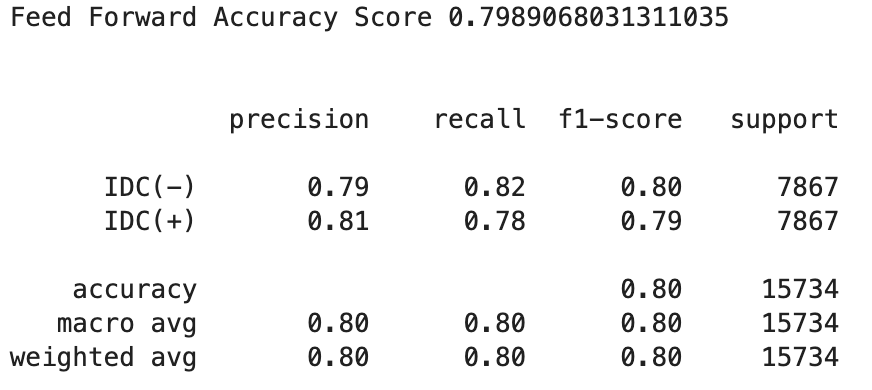 Feed Forward Accuracy Score 0.7989068031311035
precision recall f1-score support
IDC(-) 0.79 0.82 0.80 7867
IDC(+) 0.81 0.78 0.79 7867
accuracy 0.80 15734
macro avg 0.80 0.80 0.80 15734
weighted avg 0.80 0.80 0.80 15734